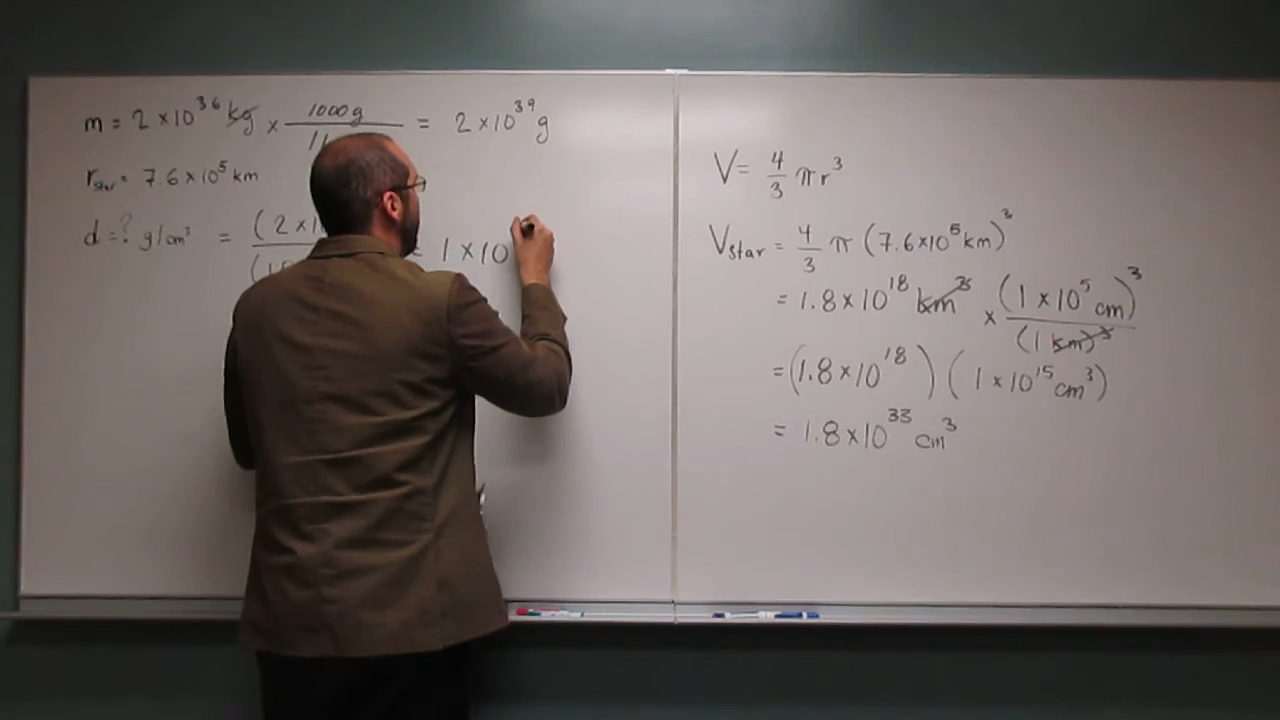 m = 2 × 10³⁶ kg × 1000 g / 1 = 2 × 10³⁹ g
r_star = 7.6 × 10⁵ km
d = ? g/cm³ = (2 × 1 / ( = 1 × 10
V = 4/3 π r³
V_star = 4/3 π (7.6 × 10⁵ km)³
= 1.8 × 10¹⁸ km³ × (1 × 10⁵ cm)³ / (1 km)³
= (1.8 × 10¹⁸) (1 × 10¹⁵ cm³)
= 1.8 × 10³³ cm³